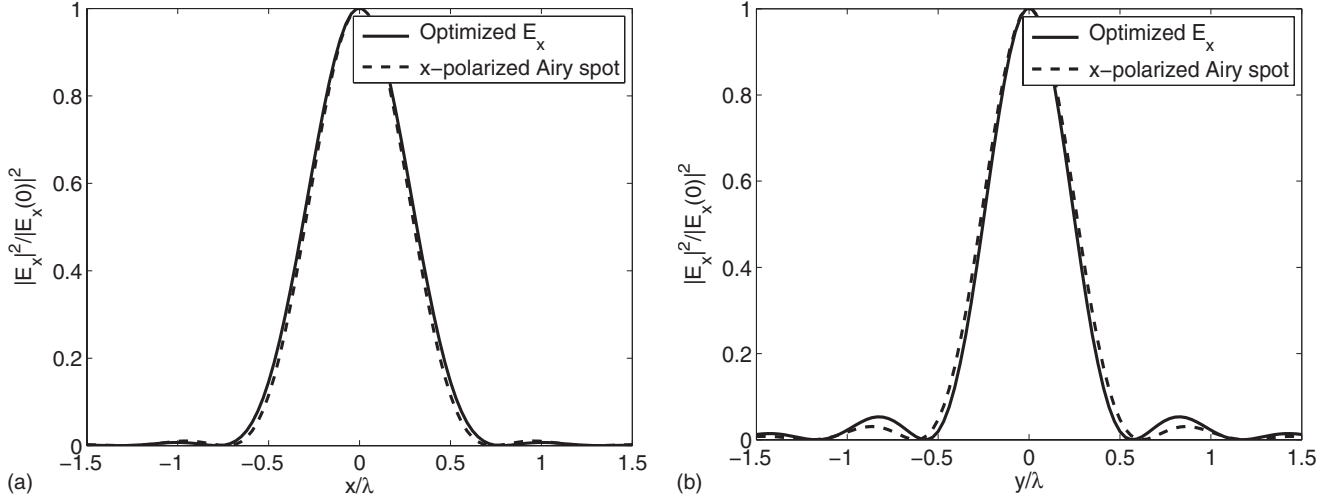 1
0.8
0.6
0.4
0.2
0
|E_x|^2/|E_x(0)|^2
−1.5 −1 −0.5 0 0.5 1 1.5
x/λ
Optimized E_x
x−polarized Airy spot
(a)
1
0.8
0.6
0.4
0.2
0
|E_x|^2/|E_x(0)|^2
−1.5 −1 −0.5 0 0.5 1 1.5
y/λ
Optimized E_x
x−polarized Airy spot
(b)